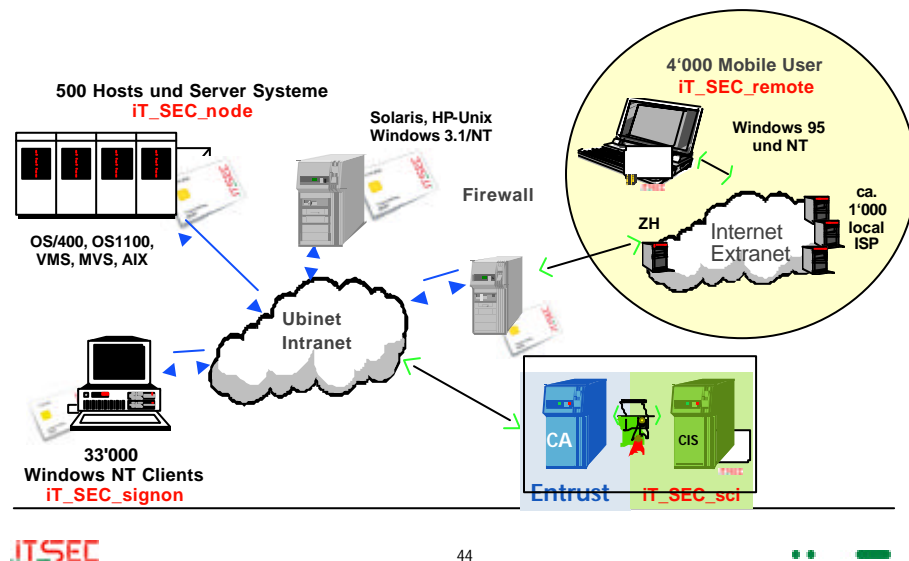 500 Hosts und Server Systeme
iT_SEC_node
Solaris, HP-Unix
Windows 3.1/NT
4‘000 Mobile User
iT_SEC_remote
Windows 95
und NT
Firewall
ZH
Internet
Extranet
ca.
1‘000
local
ISP
OS/400, OS1100,
VMS, MVS, AIX
Ubinet
Intranet
33'000
Windows NT Clients
iT_SEC_signon
CA
CIS
Entrust
iT_SEC_sci
iTSEC
44